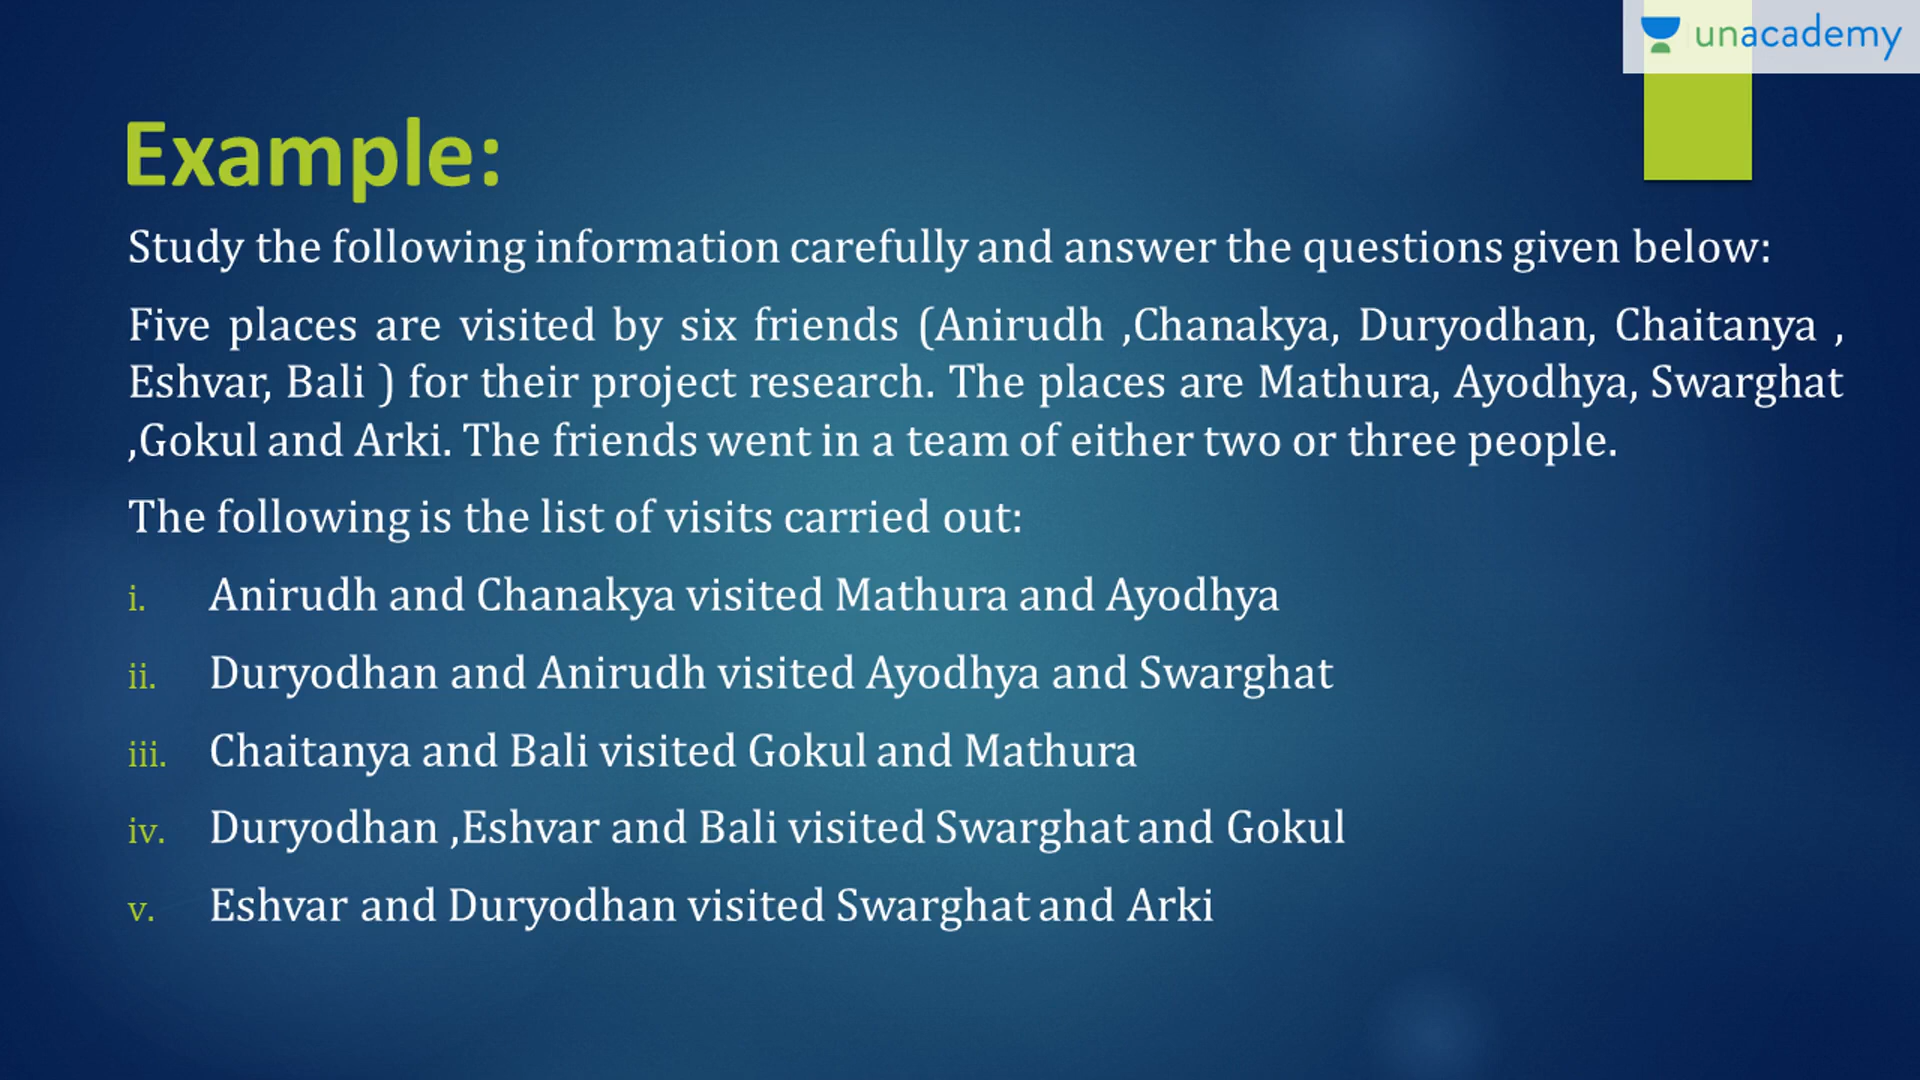 unacademy
Example:
Study the following information carefully and answer the questions given below:
Five places are visited by six friends (Anirudh ,Chanakya, Duryodhan, Chaitanya ,
Eshvar, Bali ) for their project research. The places are Mathura, Ayodhya, Swarghat
,Gokul and Arki. The friends went in a team of either two or three people.
The following is the list of visits carried out:
i. Anirudh and Chanakya visited Mathura and Ayodhya
ii. Duryodhan and Anirudh visited Ayodhya and Swarghat
iii. Chaitanya and Bali visited Gokul and Mathura
iv. Duryodhan ,Eshvar and Bali visited Swarghat and Gokul
v. Eshvar and Duryodhan visited Swarghat and Arki